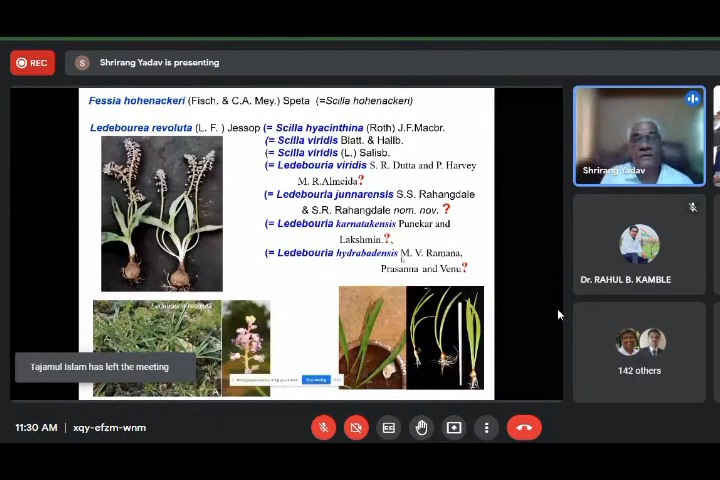 REC
S
Shrirang Yadav is presenting
Fessia hohenackeri (Fisch. & C.A. Mey.) Speta (=Scilla hohenackeri)
Ledebourea revoluta (L. F. ) Jessop (= Scilla hyacinthina (Roth) J.F.Macbr.
(= Scilla viridis Blatt. & Hallb.
(= Scilla viridis (L.) Salisb.
(= Ledebouria viridis S. R. Dutta and P. Harvey
M. R.Almeida?
(= Ledebouria junnarensis S.S. Rahangdale
& S.R. Rahangdale nom. nov. ?
(= Ledebouria karnatakensis Punekar and
Lakshmin.?,
(= Ledebouria hydrabadensis M. V. Ramana,
Prasanna and Venu?
Ledebouria revoluta
Shrirang Yadav
Dr. RAHUL B. KAMBLE
142 others
Tajamul Islam has left the meeting
11:30 AM | xqy-efzm-wnm